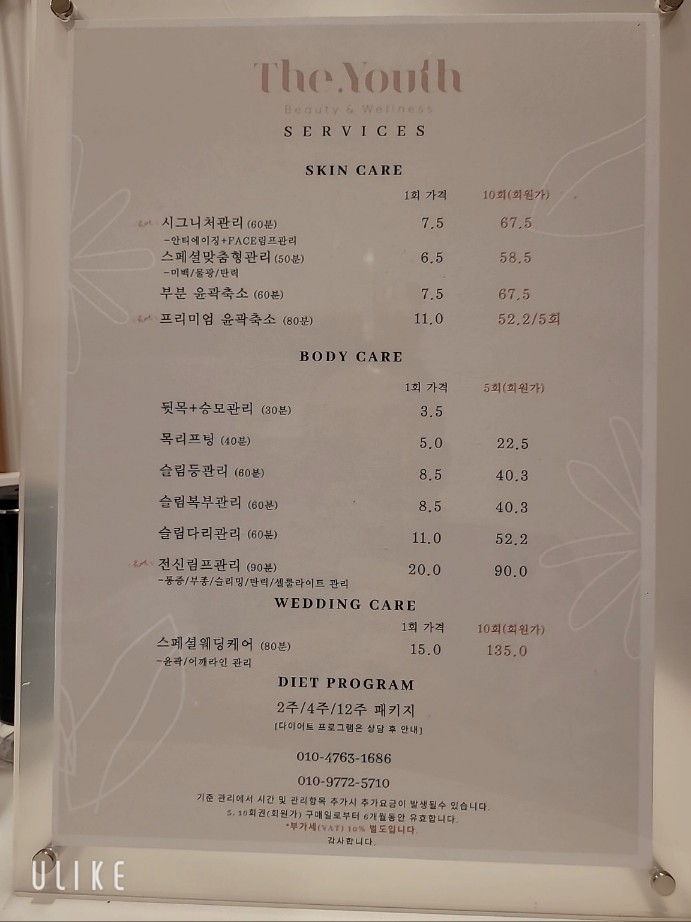 The Youth
Beauty & Wellness
SERVICES
SKIN CARE
1회 가격 10회(회원가)
시그니처관리 (60분) 7.5 67.5
-안티에이징+FACE림프관리
스페셜맞춤형관리 (50분) 6.5 58.5
-미백/물광/탄력
부분 윤곽축소 (60분) 7.5 67.5
프리미엄 윤곽축소 (80분) 11.0 52.2/5회
BODY CARE
1회 가격 5회(회원가)
뒷목+승모관리 (30분) 3.5
목리프팅 (40분) 5.0 22.5
슬림등관리 (60분) 8.5 40.3
슬림복부관리 (60분) 8.5 40.3
슬림다리관리 (60분) 11.0 52.2
전신림프관리 (90분) 20.0 90.0
-통증/부종/슬리밍/탄력/셀룰라이트 관리
WEDDING CARE
1회 가격 10회(회원가)
스페셜웨딩케어 (80분) 15.0 135.0
-윤곽/어깨라인 관리
DIET PROGRAM
2주/4주/12주 패키지
(다이어트 프로그램은 상담 후 안내)
010-4763-1686
010-9772-5710
기준 관리에서 시간 및 관리항목 추가시 추가요금이 발생될수 있습니다.
5, 10회권(회원가) 구매일로부터 6개월동안 유효합니다.
*부가세(VAT) 10% 별도입니다.
감사합니다.
ULIKE